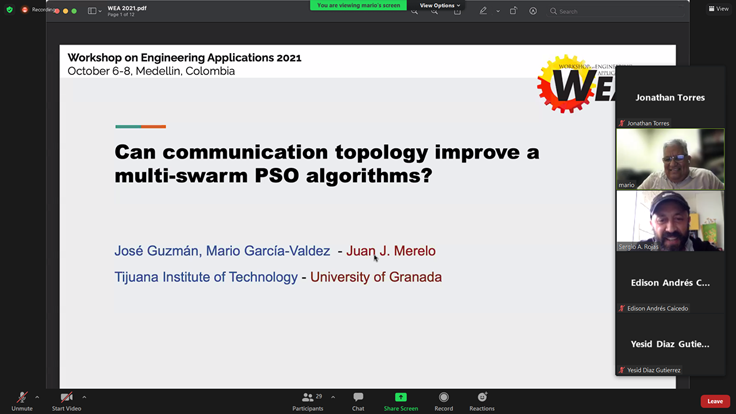 Recording
WEA 2021.pdf
Page 1 of 12
You are viewing mario's screen
View Options
Search
View
Workshop on Engineering Applications 2021
October 6-8, Medellin, Colombia
WORKSHOP ON ENGINEERING
WEA
Can communication topology improve a
multi-swarm PSO algorithms?
José Guzmán, Mario García-Valdez - Juan J. Merelo
Tijuana Institute of Technology - University of Granada
Jonathan Torres
Jonathan Torres
mario
Sergio A. Rojas
Edison Andrés C...
Edison Andrés Caicedo
Yesid Diaz Gutie...
Yesid Diaz Gutierrez
Unmute
Start Video
29
Participants
Chat
Share Screen
Record
Reactions
Leave